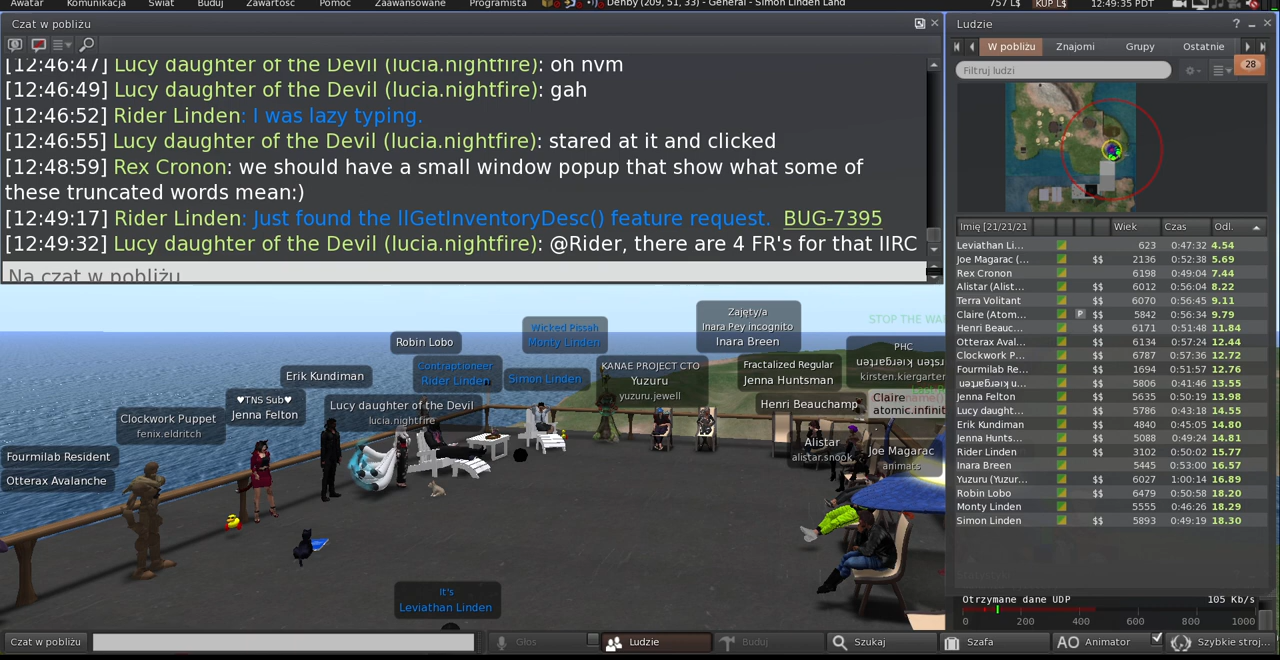 Awatar Komunikacja Świat Buduj Zawartość Pomoc Zaawansowane Programista Denby (209, 51, 33) - General - Simon Linden Land 757 L$ KUP L$ 12:49:35 PDT
Czat w pobliżu
[12:46:47] Lucy daughter of the Devil (lucia.nightfire): oh nvm
[12:46:49] Lucy daughter of the Devil (lucia.nightfire): gah
[12:46:52] Rider Linden: I was lazy typing.
[12:46:55] Lucy daughter of the Devil (lucia.nightfire): stared at it and clicked
[12:48:59] Rex Cronon: we should have a small window popup that show what some of
these truncated words mean:)
[12:49:17] Rider Linden: Just found the llGetInventoryDesc() feature request. BUG-7395
[12:49:32] Lucy daughter of the Devil (lucia.nightfire): @Rider, there are 4 FR's for that IIRC
Na czat w pobliżu
Ludzie
W pobliżu Znajomi Grupy Ostatnie
Filtruj ludzi
28
Imię [21/21/21 Wiek Czas Odl.
Leviathan Li... 623 0:47:32 4.54
Joe Magarac (... $$ 2136 0:52:38 5.69
Rex Cronon 6198 0:49:04 7.44
Alistar (Alist... $$ 6012 0:56:04 8.22
Terra Volitant 6070 0:56:45 9.11
Claire (Atom... P $$ 5842 0:56:34 9.79
Henri Beauc... $$ 6171 0:51:48 11.84
Otterax Aval... $$ 6134 0:57:24 12.44
Clockwork P... $$ 6787 0:57:36 12.72
Fourmilab Re... $$ 1694 0:51:57 12.76
$$ 5806 0:41:46 13.55
Jenna Felton $$ 5635 0:50:19 13.98
Lucy daught... $$ 5786 0:43:18 14.55
Erik Kundiman $$ 4840 0:45:05 14.80
Jenna Hunts... $$ 5088 0:49:24 14.81
Rider Linden $$ 3102 0:50:02 15.77
Inara Breen 5445 0:53:00 16.57
Yuzuru (Yuzur... $$ 6027 1:00:14 16.89
Robin Lobo $$ 6479 0:50:58 18.20
Monty Linden 5555 0:46:26 18.29
Simon Linden $$ 5893 0:49:19 18.30
Zajęty/a
Inara Pey incognito
Inara Breen
Wicked Pissah
Monty Linden
Robin Lobo
Contraptioneer
Rider Linden
Simon Linden
KANAE PROJECT CTO
Yuzuru
yuzuru.jewell
Fractalized Regular
Jenna Huntsman
PHC
kirsten.kiergarten
STOP THE WA
Henri Beauchamp
Claire
atomic.infinit
Erik Kundiman
♥TNS Sub♥
Jenna Felton
Lucy daughter of the Devil
lucia.nightfire
Clockwork Puppet
fenix.eldritch
Fourmilab Resident
Otterax Avalanche
Alistar
alistar.snook
Joe Magarac
animats
It's
Leviathan Linden
Otrzymane dane UDP 105 Kb/s
0 200 400 600 800 1000
Czat w pobliżu Głos Ludzie Buduj Szukaj Szafa AO Animator Szybkie stroj...